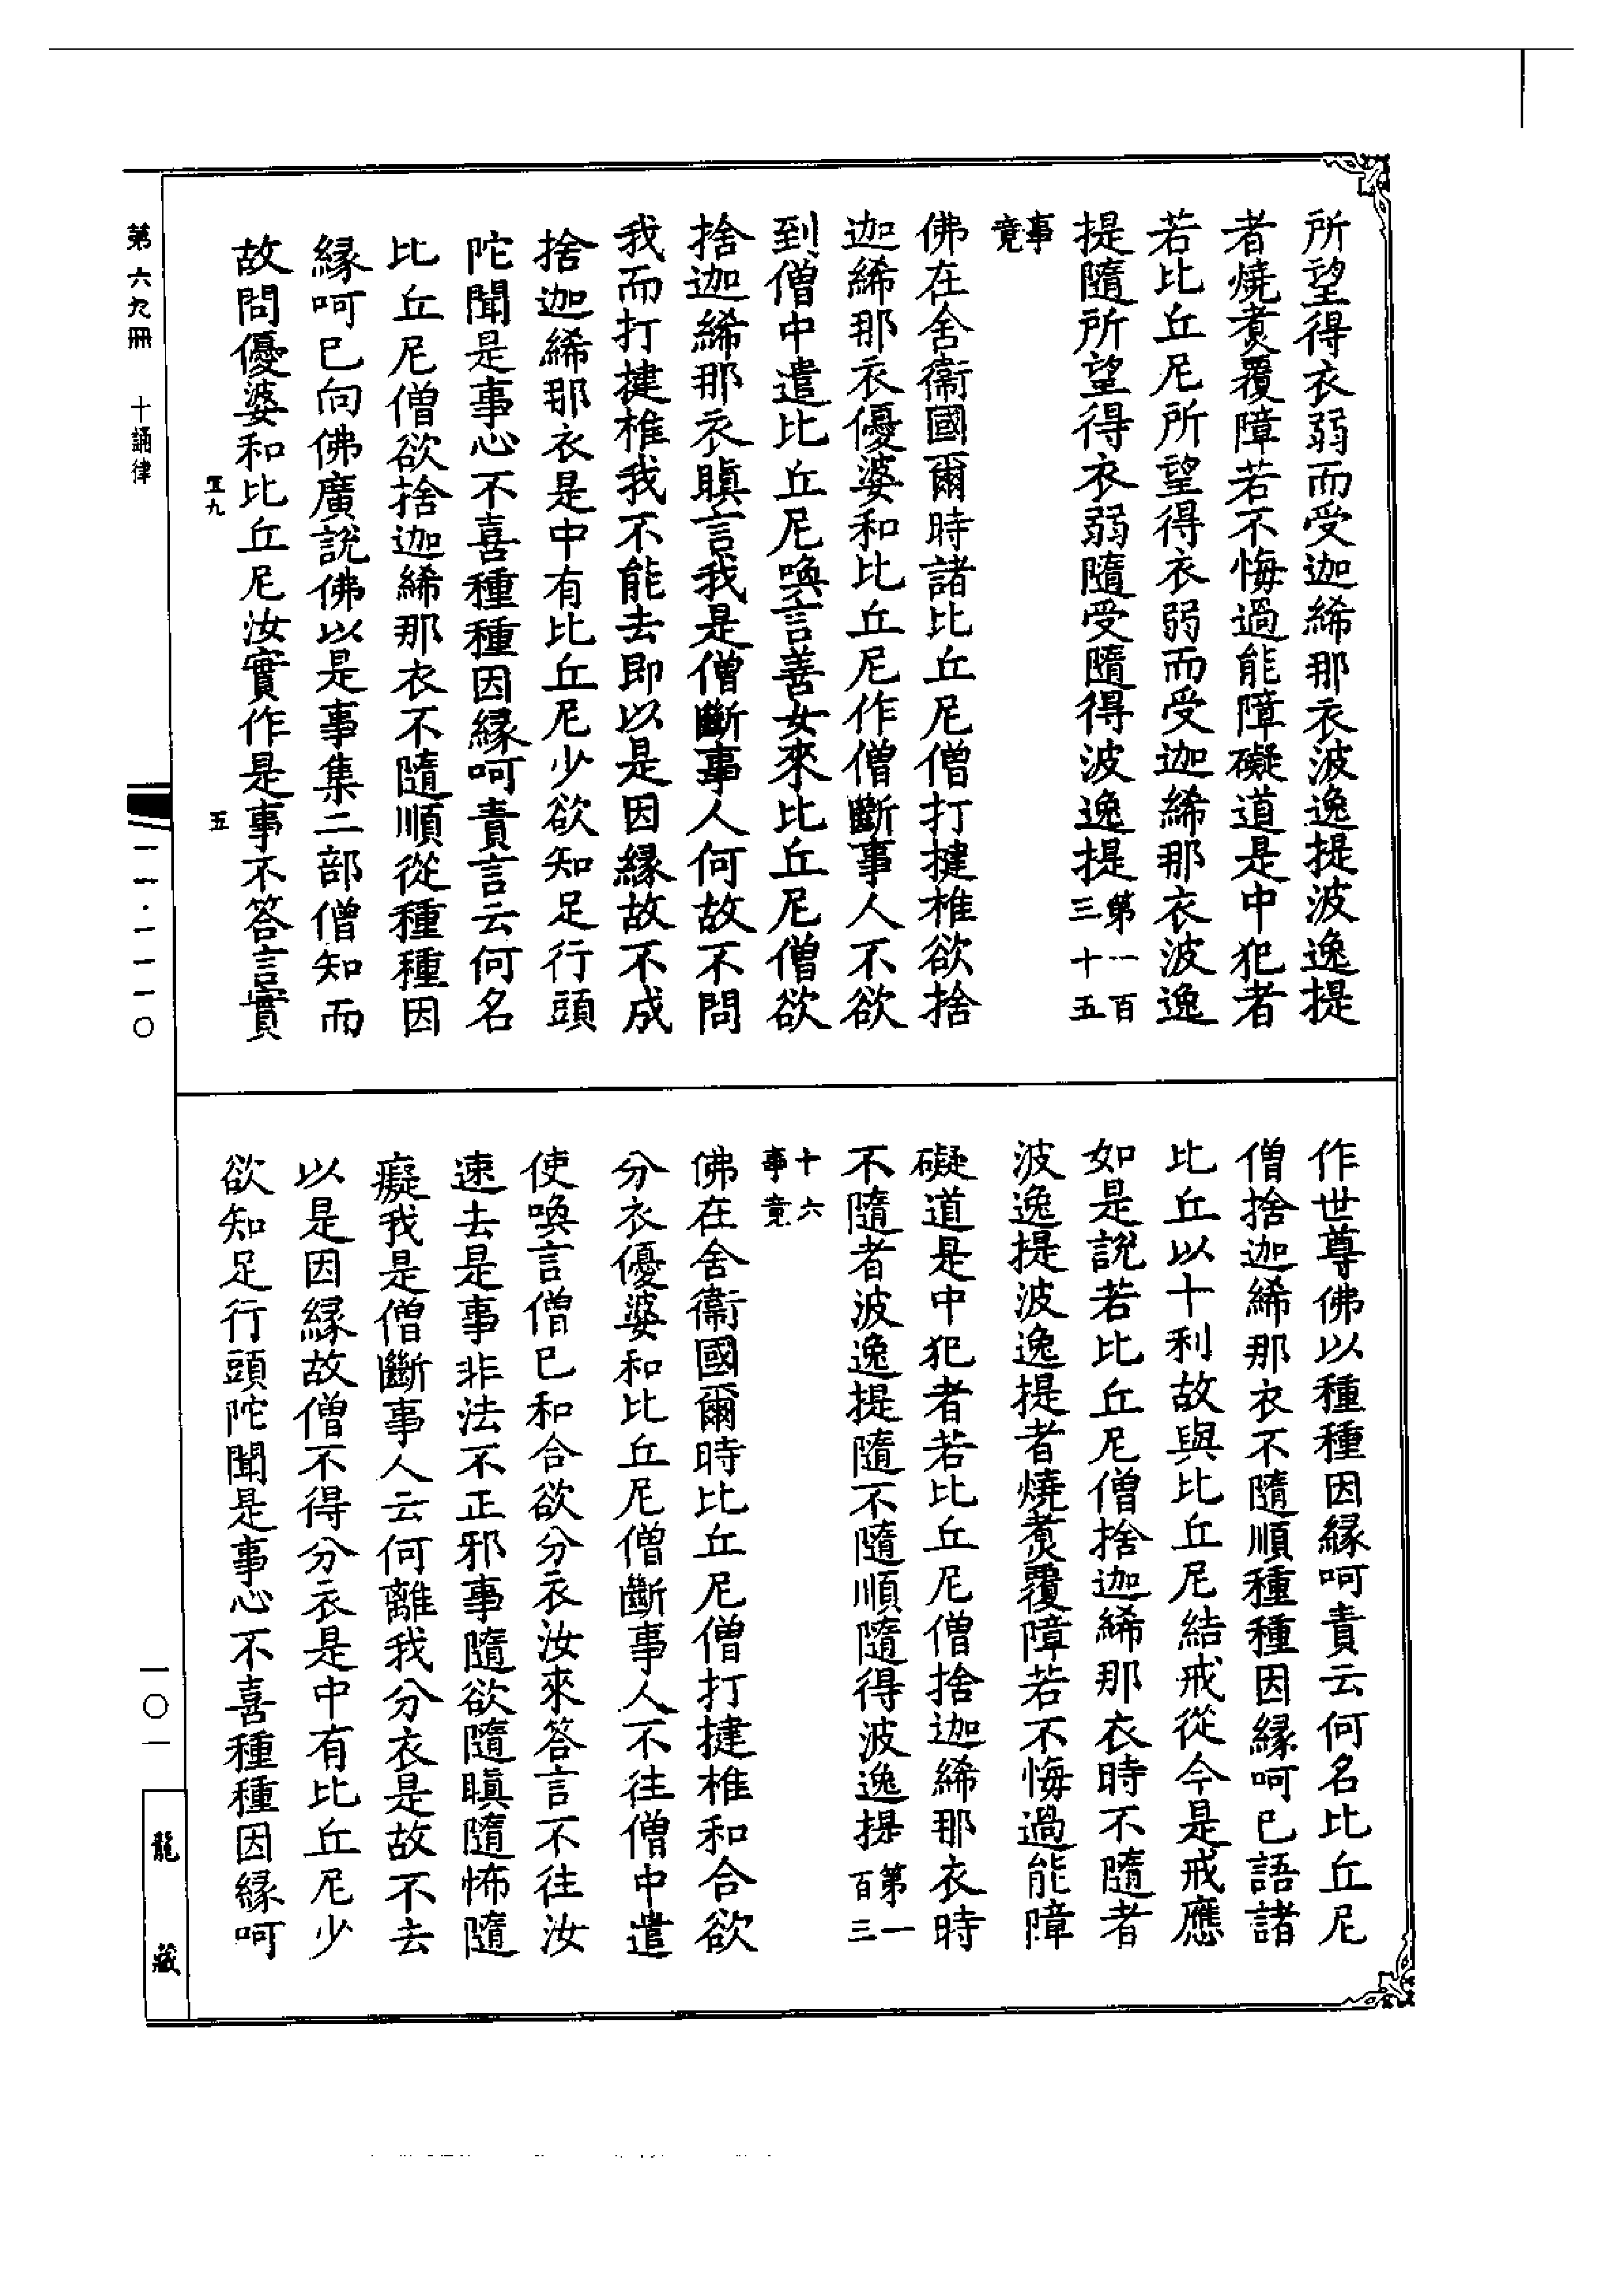 所望得衣弱而受迦絺那衣波逸提波逸提
者燒煑覆障若不悔過能障礙道是中犯者
若比丘尼所望得衣弱而受迦絺那衣波逸
提隨所望得衣弱隨受隨得波逸提第一百三十五
事竟
佛在舍衞國爾時諸比丘尼僧打揵椎欲捨
迦絺那衣優婆和比丘尼作僧斷事人不欲
到僧中遣比丘尼喚言善女來比丘尼僧欲
捨迦絺那衣瞋言我是僧斷事人何故不問
我而打揵椎我不能去即以是因緣故不成
捨迦絺那衣是中有比丘尼少欲知足行頭
陀聞是事心不喜種種因緣呵責言云何名
比丘尼僧欲捨迦絺那衣不隨順從種種因
緣呵已向佛廣說佛以是事集二部僧知而
故問優婆和比丘尼汝實作是事不答言實
作世尊佛以種種因緣呵責云何名比丘尼
僧捨迦絺那衣不隨順種種因緣呵已語諸
比丘以十利故與比丘尼結戒從今是戒應
如是說若比丘尼僧捨迦絺那衣時不隨者
波逸提波逸提者燒煑覆障若不悔過能障
礙道是中犯者若比丘尼僧捨迦絺那衣時
不隨者波逸提隨不隨順隨得波逸提第一百三
十六事竟
佛在舍衞國爾時比丘尼僧打揵椎和合欲
分衣優婆和比丘尼僧斷事人不往僧中遣
使喚言僧已和合欲分衣汝來答言不往汝
速去是事非法不正邪事隨欲隨瞋隨怖隨
癡我是僧斷事人云何離我分衣是故不去
以是因緣故僧不得分衣是中有比丘尼少
欲知足行頭陀聞是事心不喜種種因緣呵
九
五
第六九冊 十誦律
一一·一一一〇
一〇一
龍藏